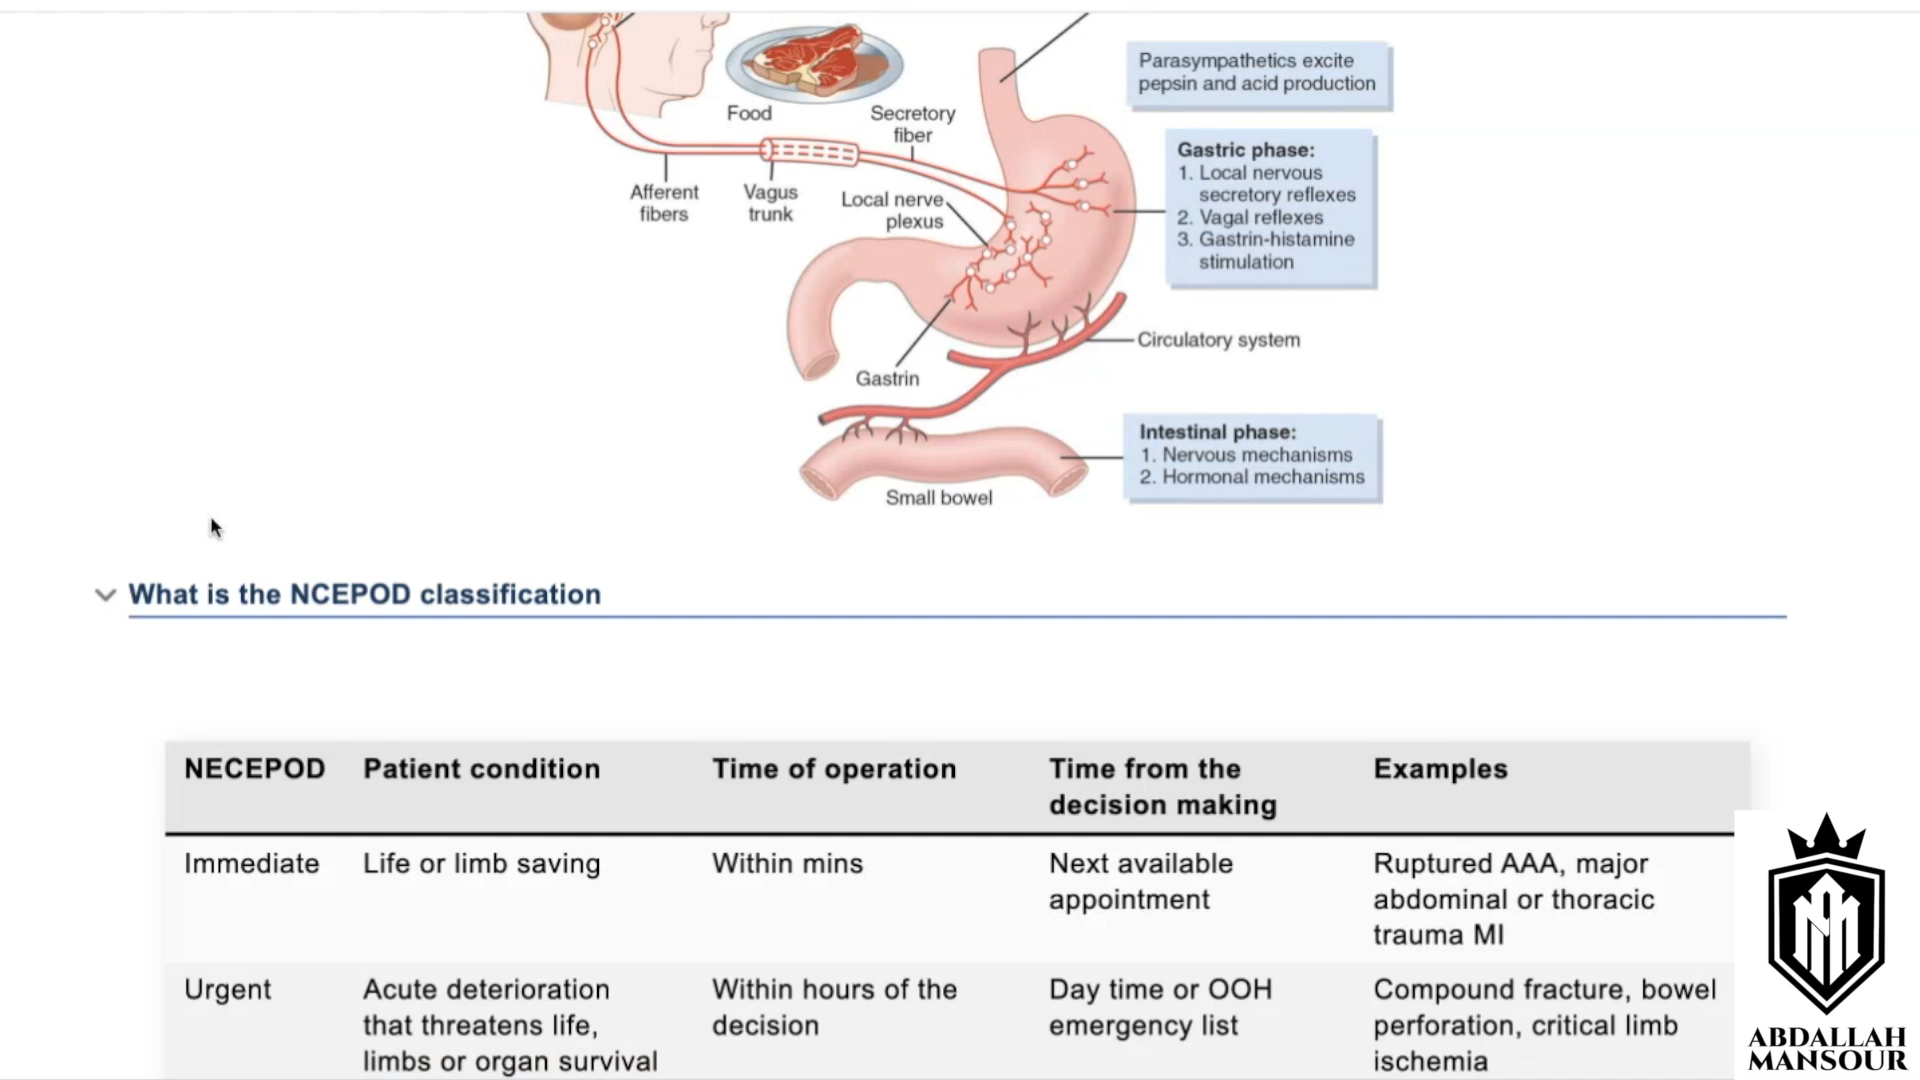 Parasympathetics excite
pepsin and acid production
Food
Secretory
fiber
Gastric phase:
1. Local nervous
secretory reflexes
2. Vagal reflexes
3. Gastrin-histamine
stimulation
Afferent
fibers
Vagus
trunk
Local nerve
plexus
Circulatory system
Gastrin
Intestinal phase:
1. Nervous mechanisms
2. Hormonal mechanisms
Small bowel
What is the NCEPOD classification
NECEPOD Patient condition Time of operation Time from the decision making Examples
Immediate Life or limb saving Within mins Next available appointment Ruptured AAA, major abdominal or thoracic trauma MI
Urgent Acute deterioration that threatens life, limbs or organ survival Within hours of the decision Day time or OOH emergency list Compound fracture, bowel perforation, critical limb ischemia
ABDALLAH
MANSOUR